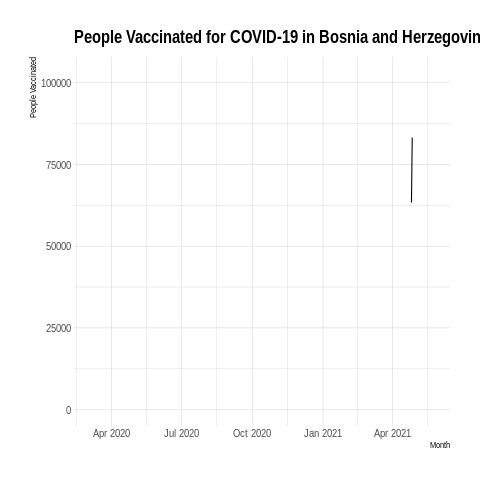 People Vaccinated for COVID-19 in Bosnia and Herzegovin
People Vaccinated
100000
75000
50000
25000
0
Apr 2020 Jul 2020 Oct 2020 Jan 2021 Apr 2021
Month